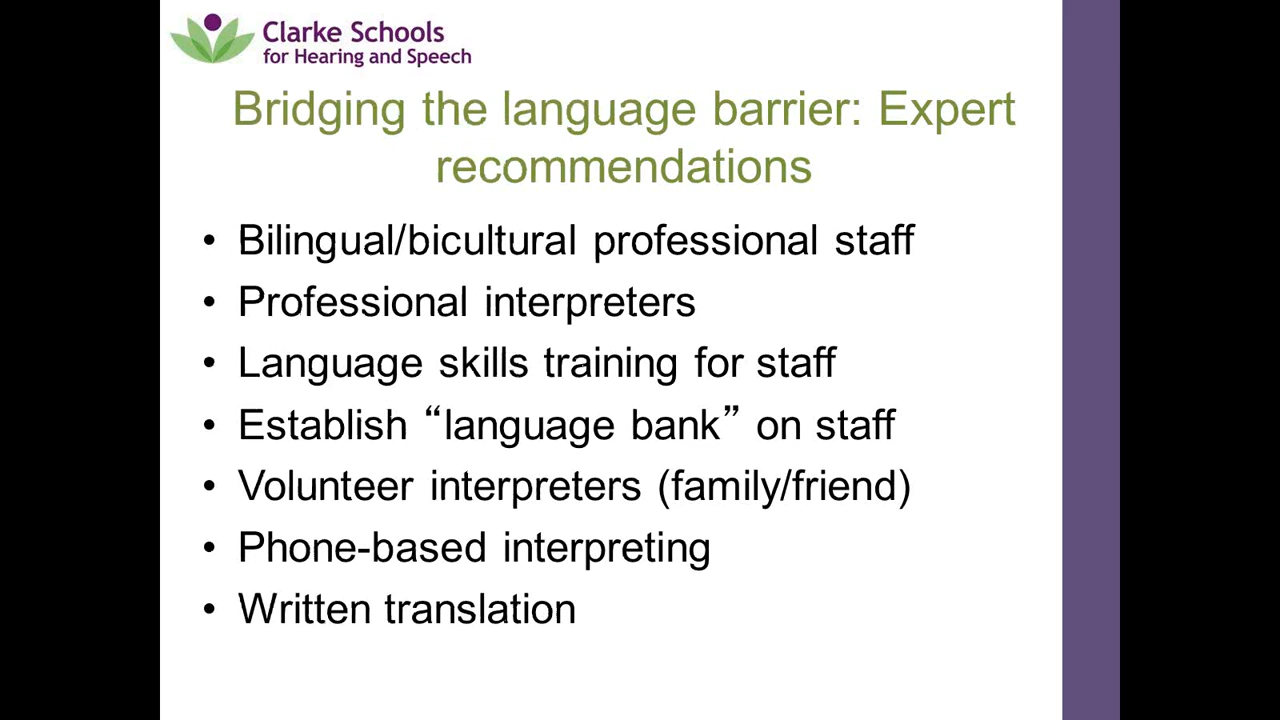 Clarke Schools
for Hearing and Speech
Bridging the language barrier: Expert
recommendations
• Bilingual/bicultural professional staff
• Professional interpreters
• Language skills training for staff
• Establish “language bank” on staff
• Volunteer interpreters (family/friend)
• Phone-based interpreting
• Written translation